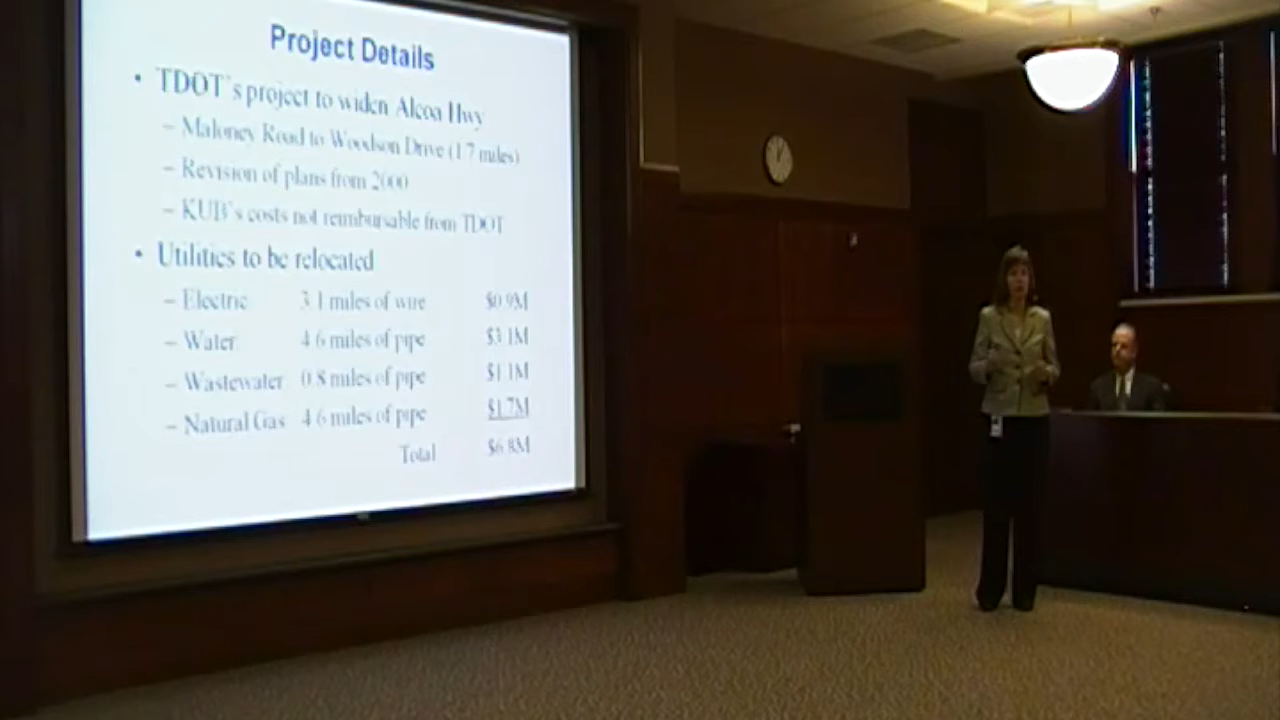 Project Details
• TDOT's project to widen Alcoa Hwy
– Maloney Road to Woodson Drive (1.7 miles)
– Revision of plans from 2000
– KUB's costs not reimbursable from TDOT
• Utilities to be relocated
– Electric 3.1 miles of wire $0.9M
– Water 4.6 miles of pipe $3.1M
– Wastewater 0.8 miles of pipe $1.1M
– Natural Gas 4.6 miles of pipe $1.7M
Total $6.8M